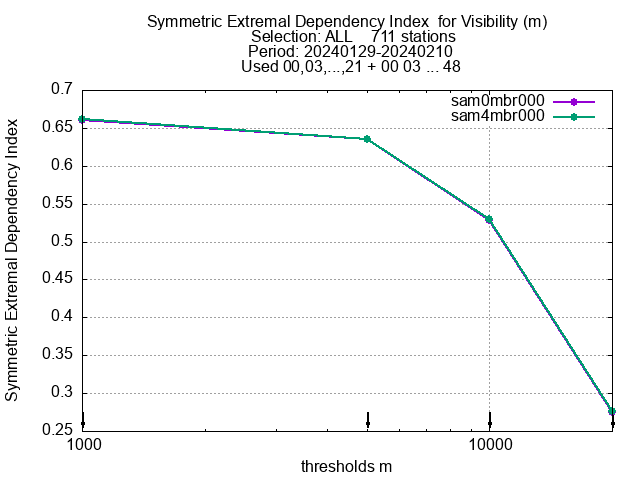 Symmetric Extremal Dependency Index  for Visibility (m)
Selection: ALL    711 stations
Period: 20240129-20240210
Used 00,03,...,21 + 00 03 ... 48
sam0mbr000
sam4mbr000
0.7
0.65
0.6
0.55
0.5
0.45
0.4
0.35
0.3
0.25
Symmetric Extremal Dependency Index
1000 10000
thresholds m